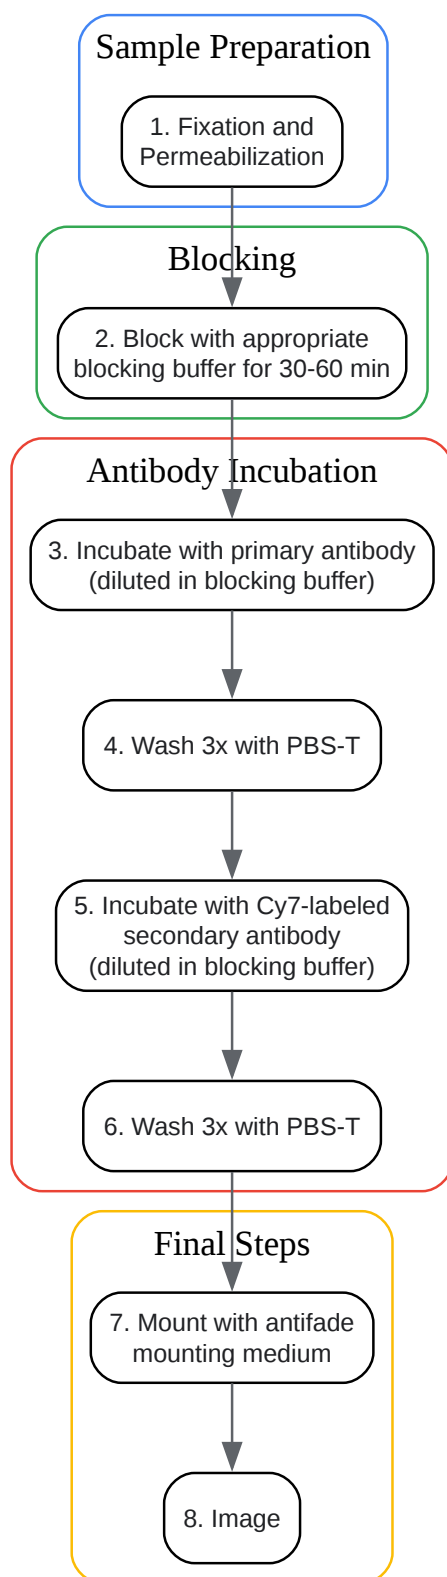 Sample Preparation
1. Fixation and
Permeabilization
Blocking
2. Block with appropriate
blocking buffer for 30-60 min
Antibody Incubation
3. Incubate with primary antibody
(diluted in blocking buffer)
4. Wash 3x with PBS-T
5. Incubate with Cy7-labeled
secondary antibody
(diluted in blocking buffer)
6. Wash 3x with PBS-T
Final Steps
7. Mount with antifade
mounting medium
8. Image